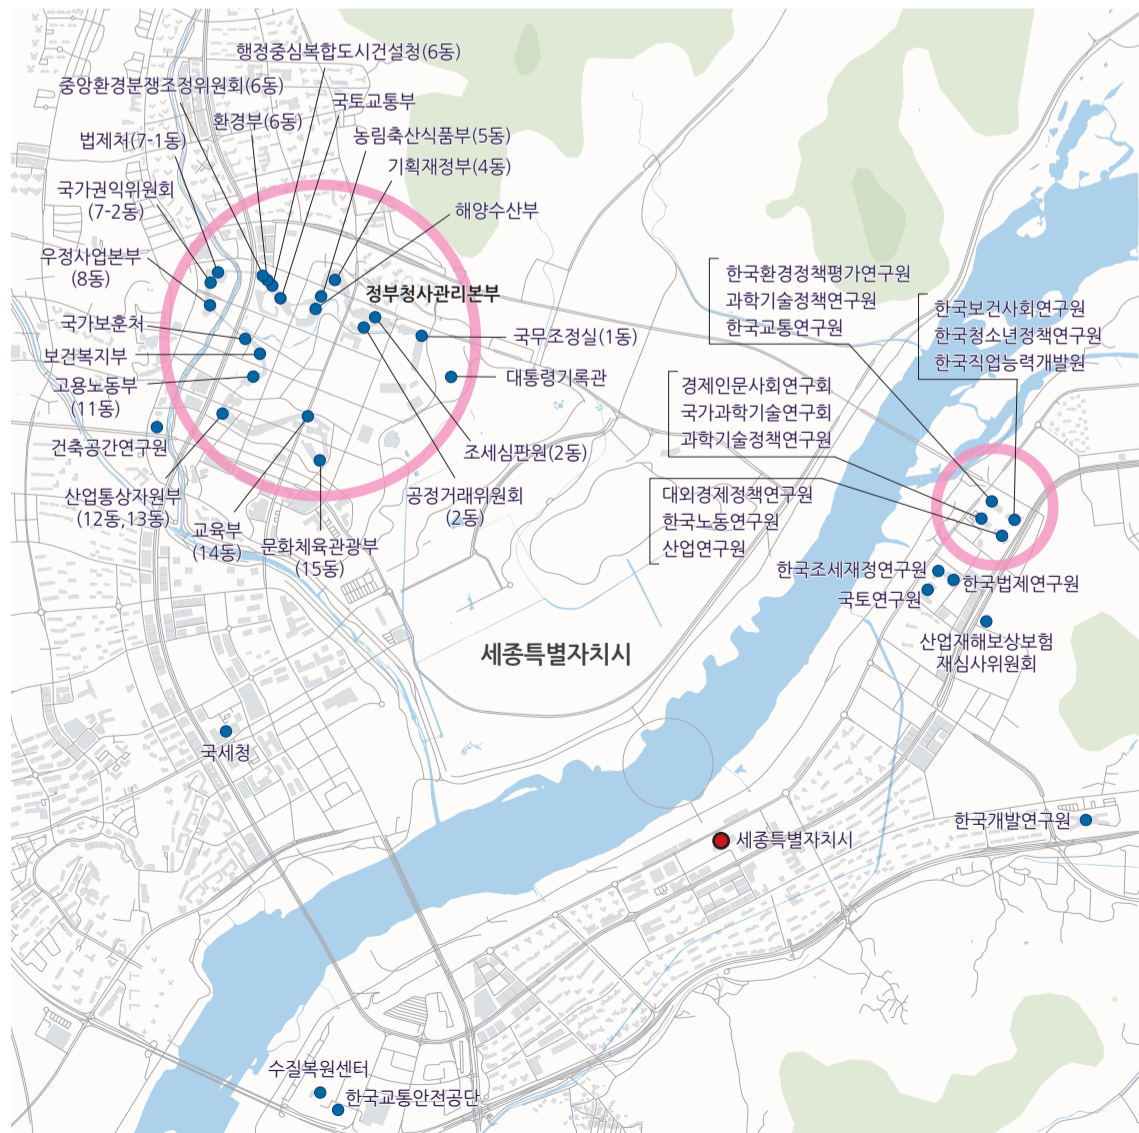 행정중심복합도시건설청(6동)
중앙환경분쟁조정위원회(6동)
국토교통부
환경부(6동)
법제처(7-1동)
농림축산식품부(5동)
기획재정부(4동)
국가권익위원회
(7-2동)
해양수산부
우정사업본부
(8동)
정부청사관리본부
국가보훈처
국무조정실(1동)
보건복지부
대통령기록관
고용노동부
(11동)
건축공간연구원
조세심판원(2동)
산업통상자원부
(12동,13동)
공정거래위원회
(2동)
교육부
(14동)
문화체육관광부
(15동)
한국환경정책평가연구원
과학기술정책연구원
한국교통연구원
한국보건사회연구원
한국청소년정책연구원
한국직업능력개발원
경제인문사회연구회
국가과학기술연구회
과학기술정책연구원
대외경제정책연구원
한국노동연구원
산업연구원
한국조세재정연구원
한국법제연구원
국토연구원
산업재해보상보험
재심사위원회
세종특별자치시
국세청
한국개발연구원
세종특별자치시
수질복원센터
한국교통안전공단